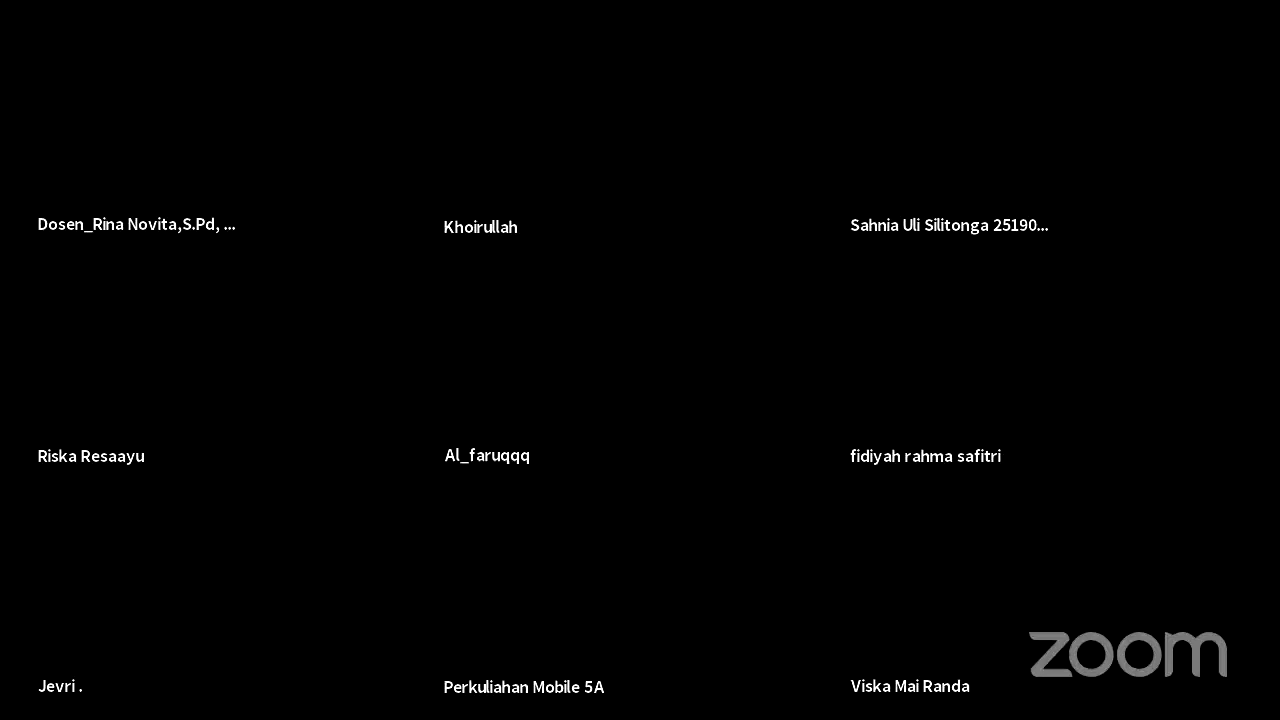 Dosen_Rina Novita,S.Pd, ...
Khoirullah
Sahnia Uli Silitonga 25190...
Riska Resaayu
Al_faruqqq
fidiyah rahma safitri
Jevri .
Perkuliahan Mobile 5A
Viska Mai Randa
zoom